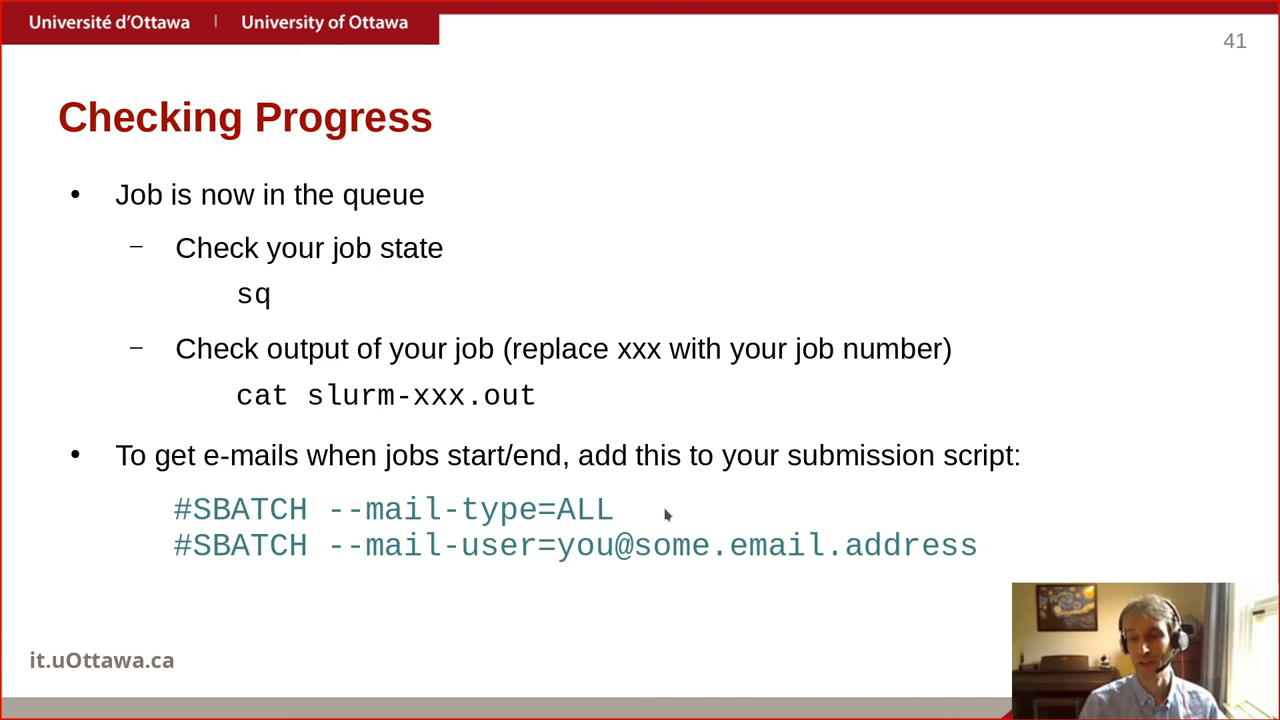 Université d'Ottawa | University of Ottawa
41
Checking Progress
• Job is now in the queue
– Check your job state
sq
– Check output of your job (replace xxx with your job number)
cat slurm-xxx.out
• To get e-mails when jobs start/end, add this to your submission script:
#SBATCH --mail-type=ALL
#SBATCH --mail-user=you@some.email.address
it.uOttawa.ca